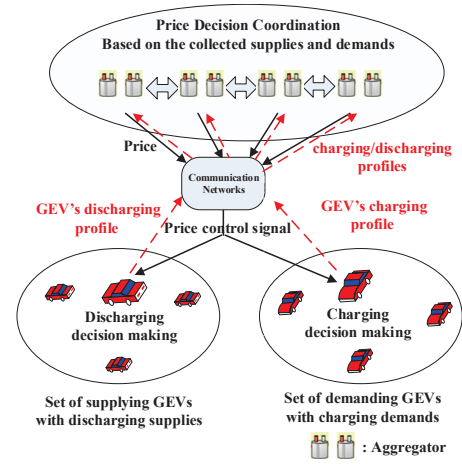 Price Decision Coordination
Based on the collected supplies and demands
Price
charging/discharging
profiles
Communication
Networks
GEV's discharging
profile
GEV's charging
profile
Price control signal
Discharging
decision making
Charging
decision making
Set of supplying GEVs
with discharging supplies
Set of demanding GEVs
with charging demands
: Aggregator